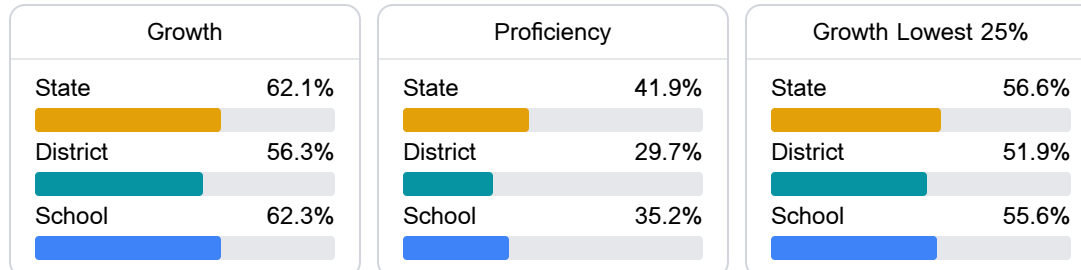 Growth
State 62.1%
District 56.3%
School 62.3%
Proficiency
State 41.9%
District 29.7%
School 35.2%
Growth Lowest 25%
State 56.6%
District 51.9%
School 55.6%